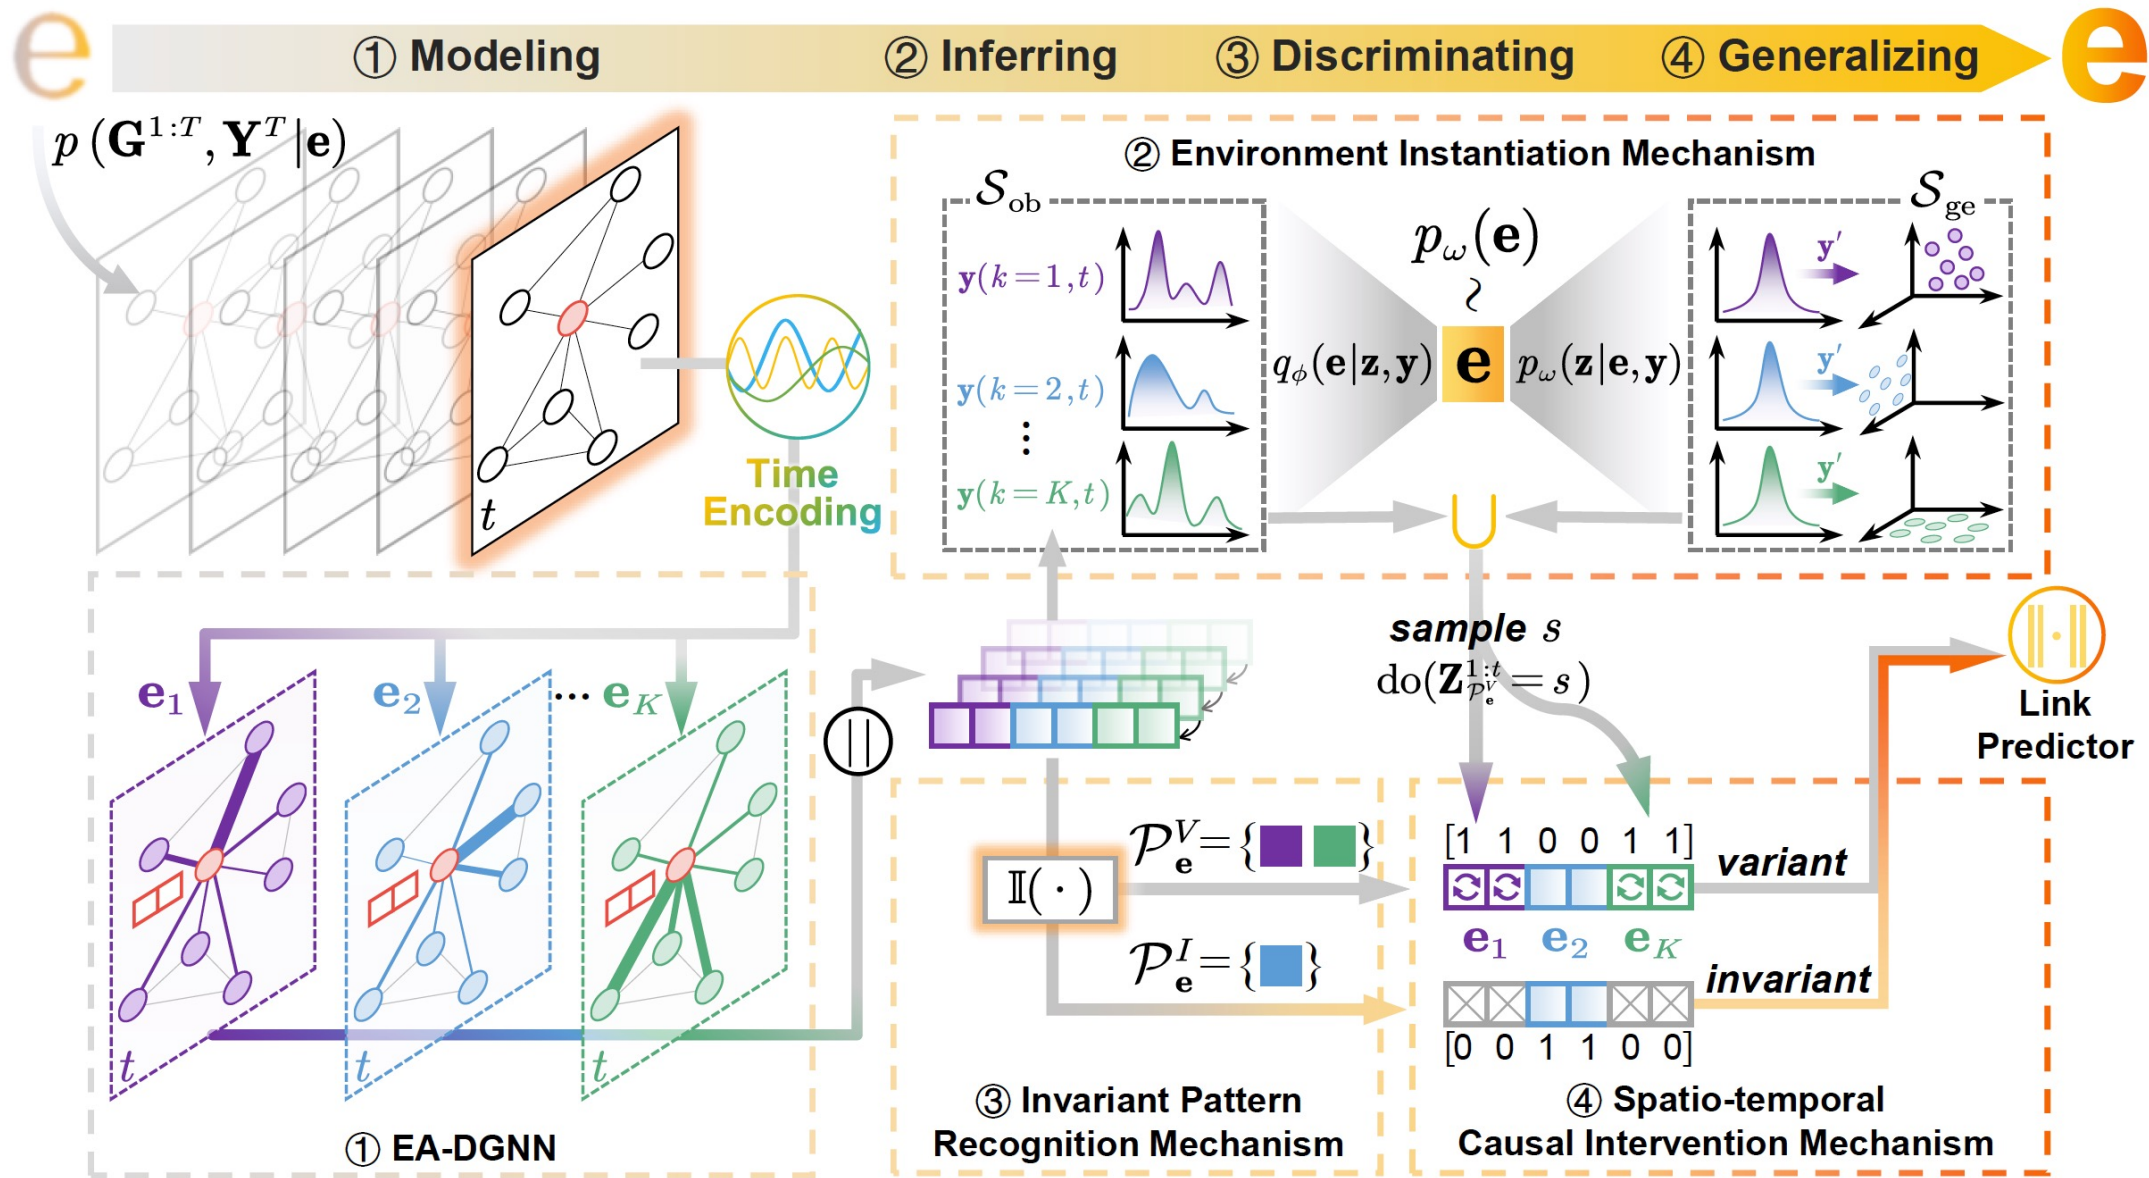 e ① Modeling ② Inferring ③ Discriminating ④ Generalizing e
p (G^{1:T}, Y^T | e)
t
Time
Encoding
② Environment Instantiation Mechanism
S_ob
y(k=1,t)
y(k=2,t)
⋮
y(k=K,t)
p_ω(e)
~
q_ϕ(e|z,y) e p_ω(z|e,y)
∪
S_ge
y′
y′
y′
e_1 e_2 ··· e_K
t t t
① EA-DGNN
||
sample s
do(Z^{1:t}_{P^V_e} = s)
𝕀(·)
P^V_e = { }
P^I_e = { }
③ Invariant Pattern
Recognition Mechanism
[1 1 0 0 1 1]
variant
e_1 e_2 e_K
invariant
[0 0 1 1 0 0]
④ Spatio-temporal
Causal Intervention Mechanism
||·||
Link
Predictor